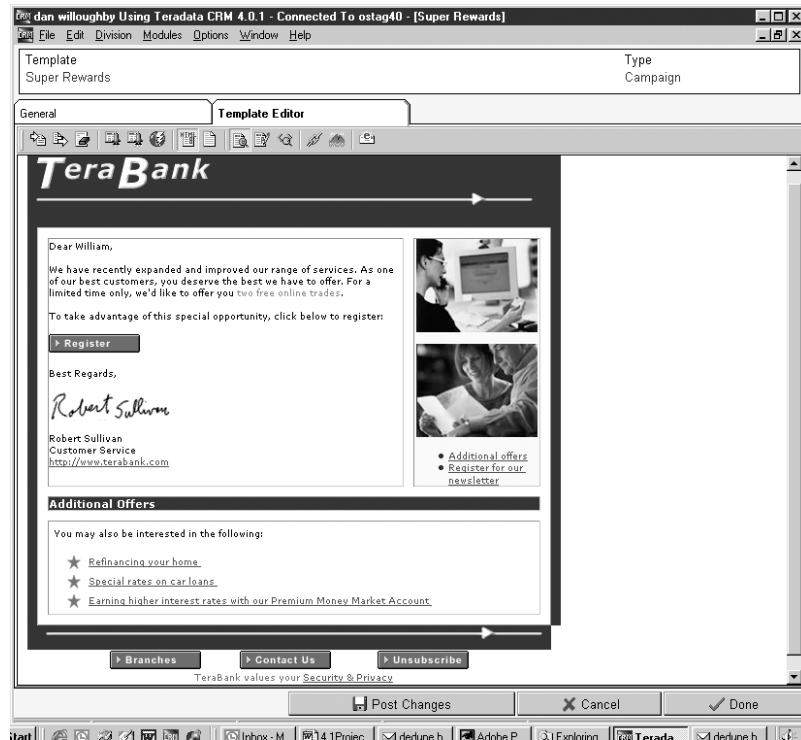 dan willoughby Using Teradata CRM 4.0.1 - Connected To ostag40 - [Super Rewards]
File Edit Division Modules Options Window Help
Template Type
Super Rewards Campaign
General Template Editor
TeraBank
Dear William,
We have recently expanded and improved our range of services. As one
of our best customers, you deserve the best we have to offer. For a
limited time only, we'd like to offer you two free online trades.
To take advantage of this special opportunity, click below to register:
Register
Best Regards,
Robert Sullivan
Robert Sullivan
Customer Service
http://www.terabank.com
• Additional offers
• Register for our
newsletter
Additional Offers
You may also be interested in the following:
Refinancing your home
Special rates on car loans
Earning higher interest rates with our Premium Money Market Account
Branches Contact Us Unsubscribe
TeraBank values your Security & Privacy
Post Changes Cancel Done
Start Inbox - M 14.1Projec dedupe.h Adobe P Exploring Terada dedupe.h